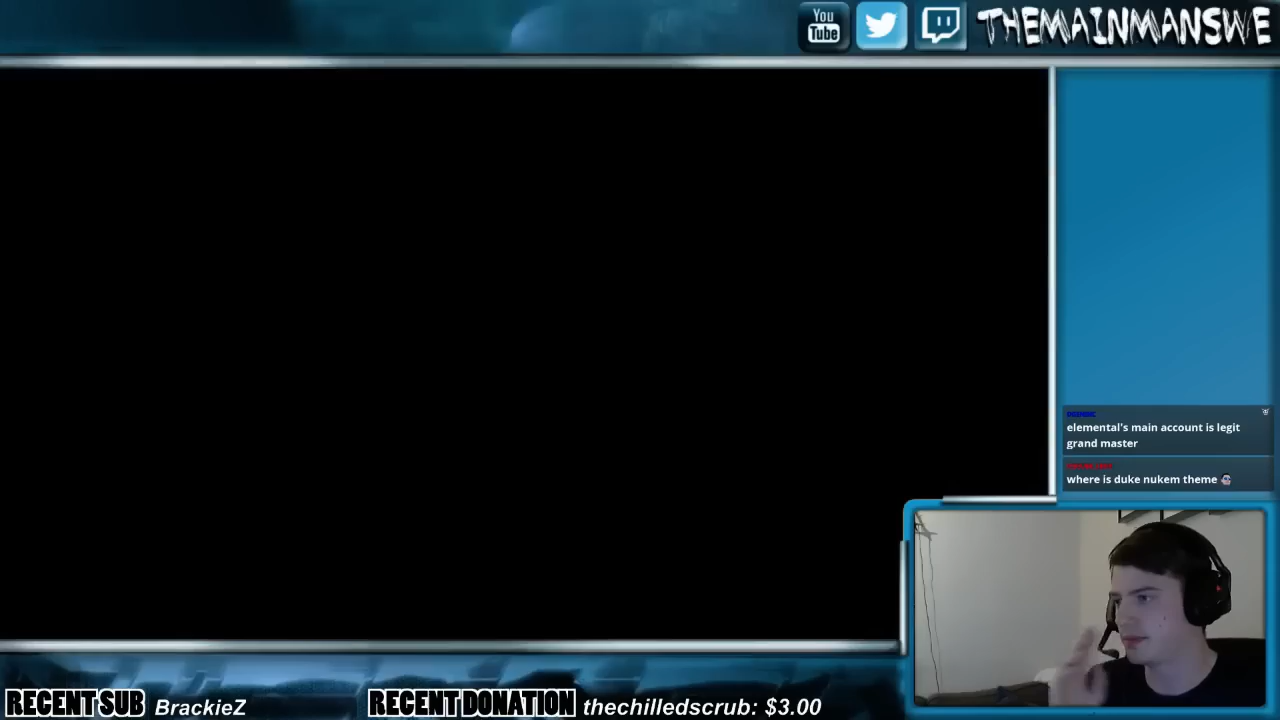 You
Tube
THEMAINMANSWE
elemental's main account is legit
grand master
where is duke nukem theme
RECENT SUB BrackieZ
RECENT DONATION thechilledscrub: $3.00